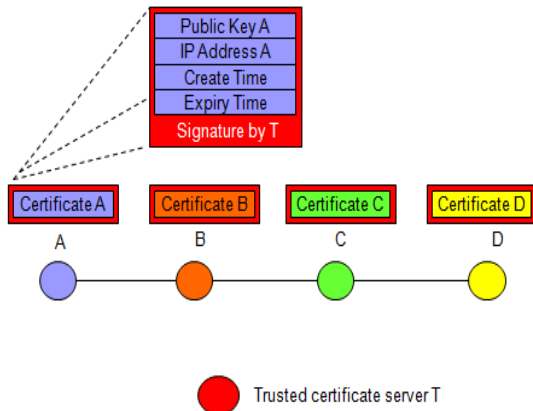 Public Key A
IP Address A
Create Time
Expiry Time
Signature by T
Certificate A Certificate B Certificate C Certificate D
A B C D
Trusted certificate server T